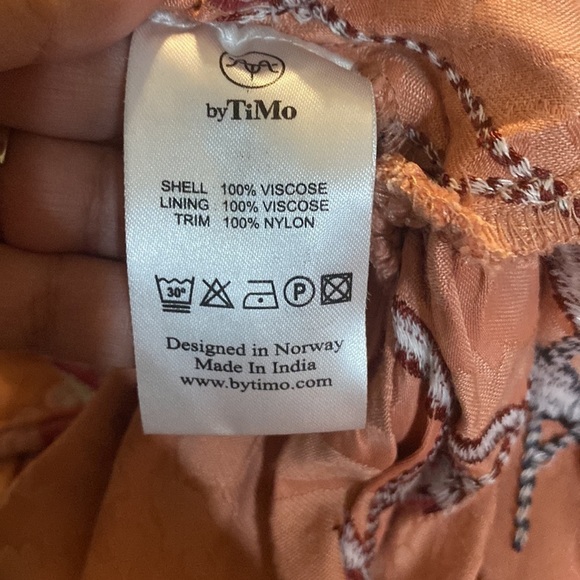 byTiMo
SHELL 100% VISCOSE
LINING 100% VISCOSE
TRIM 100% NYLON
30° P
Designed in Norway
Made In India
www.bytimo.com